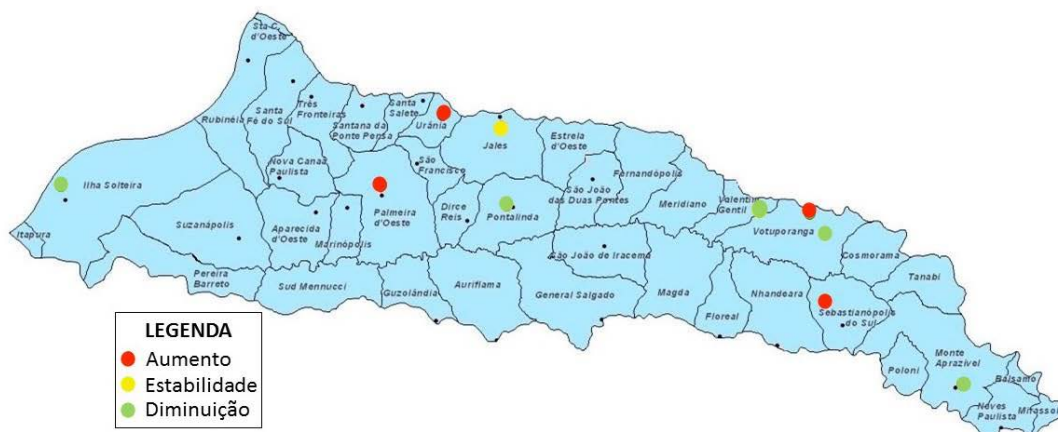 Sta C.
d'Oeste
Rubinéia
Santa
Fé do Sul
Três
Fronteiras
Santana da
Ponte Pensa
Santa
Salete
Urânia
Jales
Estrela
d'Oeste
Fernandópolis
Nova Canaã
Paulista
São
Francisco
Ilha Solteira
Palmeira
d'Oeste
Dirce
Reis
Pontalinda
São João
das Duas Pontes
Meridiano
Valentim
Gentil
Votuporanga
Suzanápolis
Aparecida
d'Oeste
Marinópolis
Itapura
Cosmorama
São João de Iracema
Tanabi
Pereira
Barreto
Sud Mennucci
Guzolândia
Auriflama
General Salgado
Magda
Floreal
Nhandeara
Sebastianópolis
do Sul
Monte
Aprazível
Poloni
Bálsamo
Neves
Paulista
Mirassol
LEGENDA
Aumento
Estabilidade
Diminuição